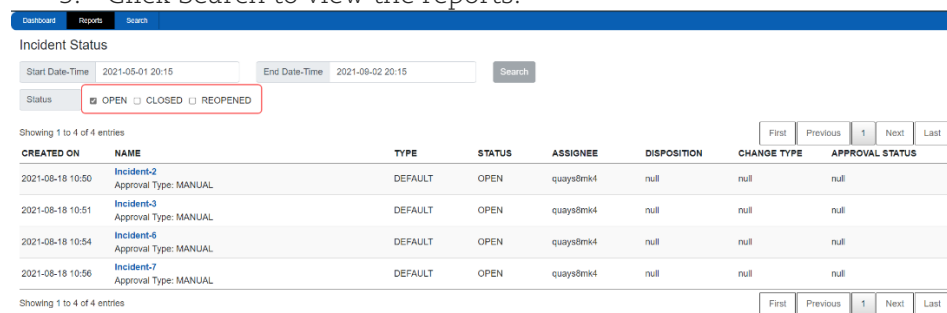 Click Search to view the reports.
Dashboard Reports Search
Incident Status
Start Date-Time 2021-05-01 20:15 End Date-Time 2021-09-02 20:15 Search
Status OPEN CLOSED REOPENED
Showing 1 to 4 of 4 entries First Previous 1 Next Last
CREATED ON NAME TYPE STATUS ASSIGNEE DISPOSITION CHANGE TYPE APPROVAL STATUS
2021-08-18 10:50 Incident-2 DEFAULT OPEN quays8mk4 null null null
Approval Type: MANUAL
2021-08-18 10:51 Incident-3 DEFAULT OPEN quays8mk4 null null null
Approval Type: MANUAL
2021-08-18 10:54 Incident-6 DEFAULT OPEN quays8mk4 null null null
Approval Type: MANUAL
2021-08-18 10:56 Incident-7 DEFAULT OPEN quays8mk4 null null null
Approval Type: MANUAL
Showing 1 to 4 of 4 entries First Previous 1 Next Last